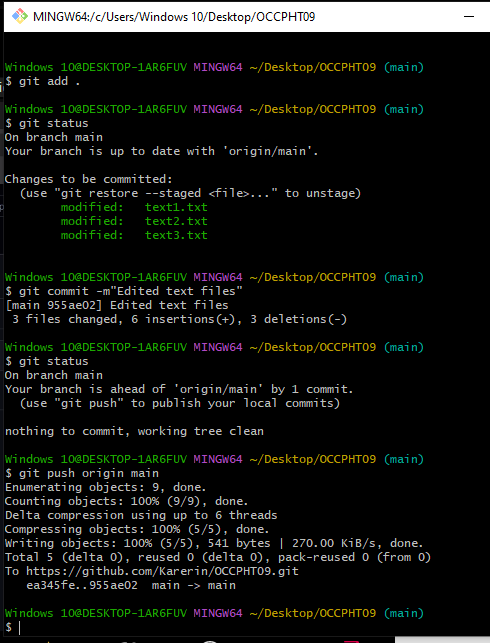 MINGW64:/c/Users/Windows 10/Desktop/OCCPHT09
Windows 10@DESKTOP-1AR6FUV MINGW64 ~/Desktop/OCCPHT09 (main)
$ git add .
Windows 10@DESKTOP-1AR6FUV MINGW64 ~/Desktop/OCCPHT09 (main)
$ git status
On branch main
Your branch is up to date with 'origin/main'.
Changes to be committed:
  (use "git restore --staged <file>..." to unstage)
        modified:   text1.txt
        modified:   text2.txt
        modified:   text3.txt
Windows 10@DESKTOP-1AR6FUV MINGW64 ~/Desktop/OCCPHT09 (main)
$ git commit -m"Edited text files"
[main 955ae02] Edited text files
 3 files changed, 6 insertions(+), 3 deletions(-)
Windows 10@DESKTOP-1AR6FUV MINGW64 ~/Desktop/OCCPHT09 (main)
$ git status
On branch main
Your branch is ahead of 'origin/main' by 1 commit.
  (use "git push" to publish your local commits)
nothing to commit, working tree clean
Windows 10@DESKTOP-1AR6FUV MINGW64 ~/Desktop/OCCPHT09 (main)
$ git push origin main
Enumerating objects: 9, done.
Counting objects: 100% (9/9), done.
Delta compression using up to 6 threads
Compressing objects: 100% (5/5), done.
Writing objects: 100% (5/5), 541 bytes | 270.00 KiB/s, done.
Total 5 (delta 0), reused 0 (delta 0), pack-reused 0 (from 0)
To https://github.com/Karerin/OCCPHT09.git
   ea345fe..955ae02  main -> main
Windows 10@DESKTOP-1AR6FUV MINGW64 ~/Desktop/OCCPHT09 (main)
$